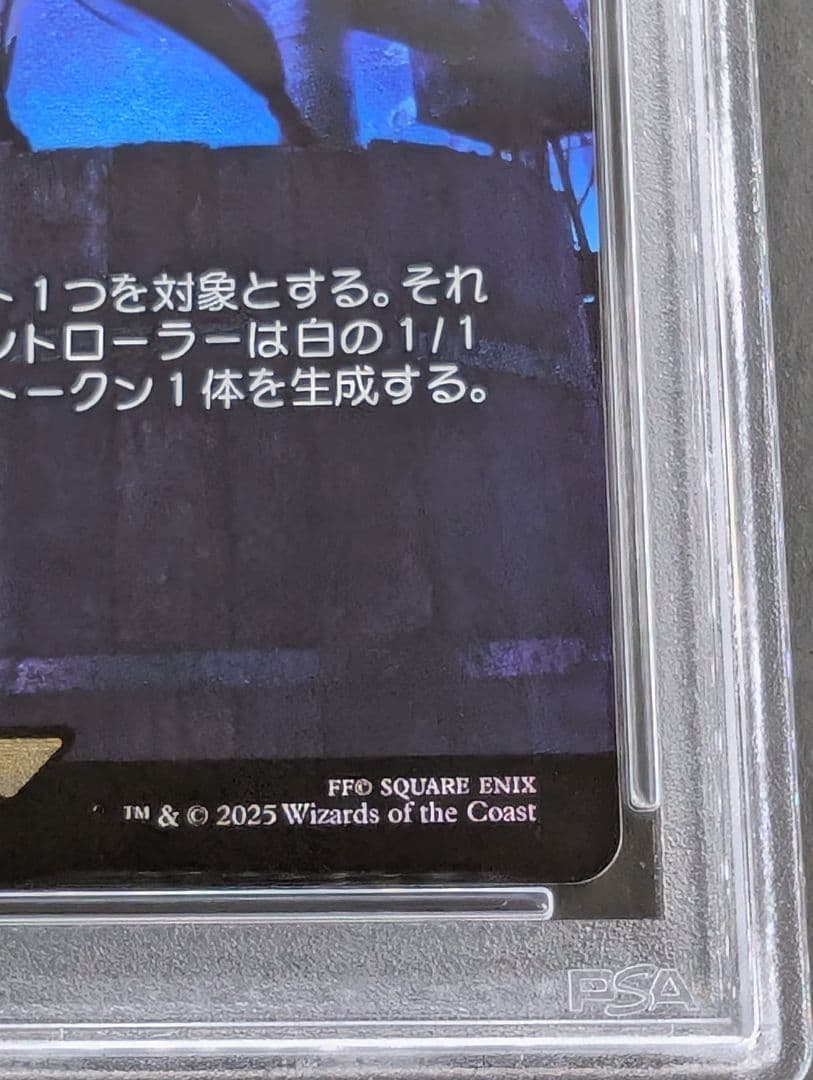 ト1つを対象とする。それ
ントローラーは白の1/1
トークン1体を生成する。
FF© SQUARE ENIX
™ & © 2025 Wizards of the Coast
PSA